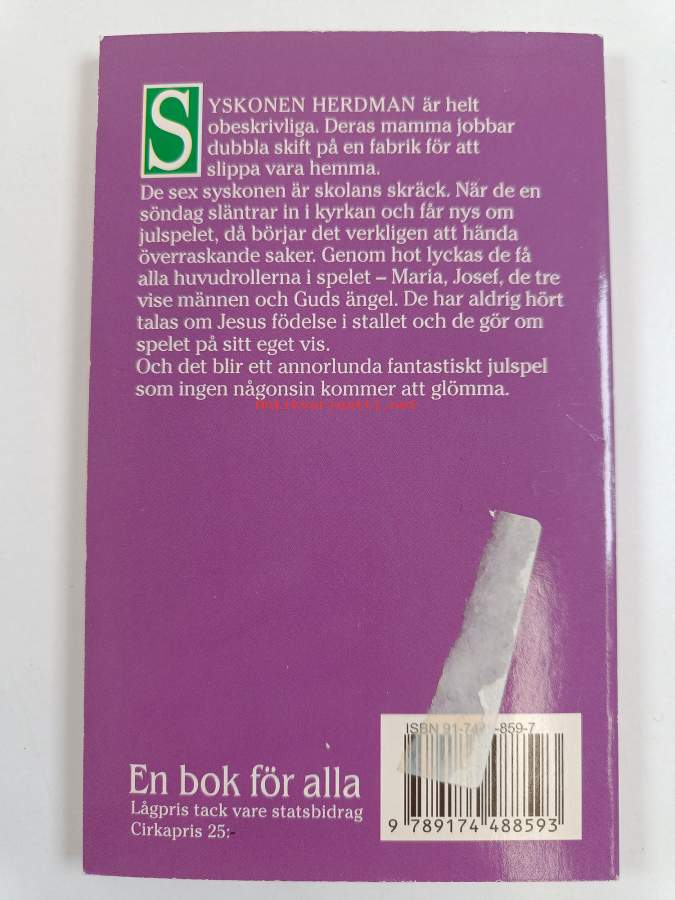 SYSKONEN HERDMAN är helt
obeskrivliga. Deras mamma jobbar
dubbla skift på en fabrik för att
slippa vara hemma.
De sex syskonen är skolans skräck. När de en
söndag släntrar in i kyrkan och får nys om
julspelet, då börjar det verkligen att hända
överraskande saker. Genom hot lyckas de få
alla huvudrollerna i spelet – Maria, Josef, de tre
vise männen och Guds ängel. De har aldrig hört
talas om Jesus födelse i stallet och de gör om
spelet på sitt eget vis.
Och det blir ett annorlunda fantastiskt julspel
som ingen någonsin kommer att glömma.
ISBN
En bok för alla
Lågpris tack vare statsbidrag
Cirkapris 25:-
9 789174 488593